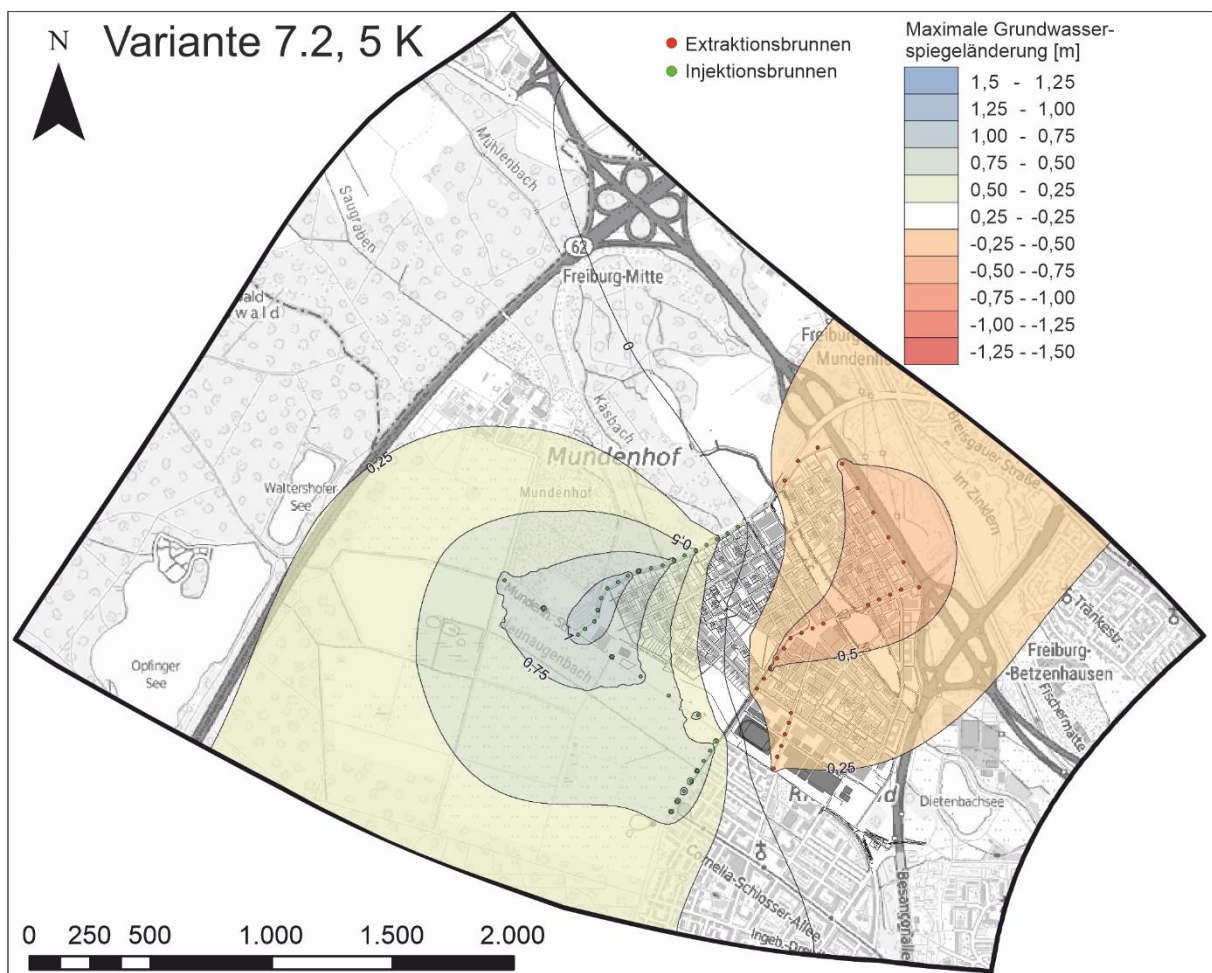 N
Variante 7.2, 5 K
Extraktionsbrunnen
Injektionsbrunnen
Maximale Grundwasser-
spiegeländerung [m]
1,5 - 1,25
1,25 - 1,00
1,00 - 0,75
0,75 - 0,50
0,50 - 0,25
0,25 - -0,25
-0,25 - -0,50
-0,50 - -0,75
-0,75 - -1,00
-1,00 - -1,25
-1,25 - -1,50
Mühlenbach
Saugraben
62
Freiburg-Mitte
wald
0
Käsbach
Mundenhof
Mundenhof
0,25
Waltershofer
See
Opfinger
See
0,5
0,75
Im Zinklern
Breisgauer Straße
Tränkestr.
Freiburg-
-Betzenhausen
Fischermatte
0,5
0,25
Dietenbachsee
Cornelia-Schlosser-Allee
Besançonallee
0 250 500 1.000 1.500 2.000